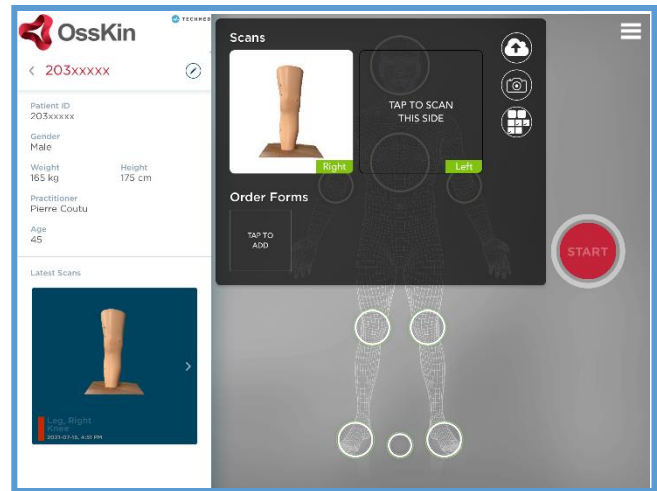 OssKin
TECHMED
203xxxxx
Patient ID
203xxxxx
Gender
Male
Weight Height
165 kg 175 cm
Practitioner
Pierre Coutu
Age
45
Latest Scans
Leg, Right
Knee
2021-07-15, 4:51 PM
Scans
Right
TAP TO SCAN
THIS SIDE
Left
Order Forms
TAP TO
ADD
START